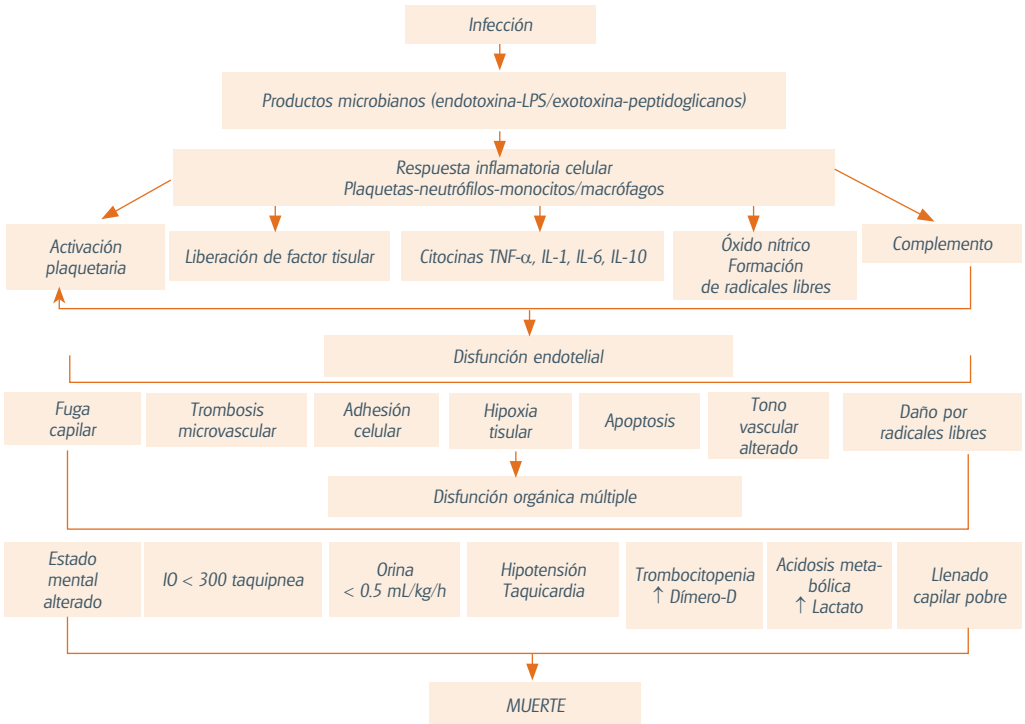 Infección
Productos microbianos (endotoxina-LPS/exotoxina-peptidoglicanos)
Respuesta inflamatoria celular
Plaquetas-neutrófilos-monocitos/macrófagos
Activación
plaquetaria
Liberación de factor tisular
Citocinas TNF-α, IL-1, IL-6, IL-10
Óxido nítrico
Formación
de radicales libres
Complemento
Disfunción endotelial
Fuga
capilar
Trombosis
microvascular
Adhesión
celular
Hipoxia
tisular
Apoptosis
Tono
vascular
alterado
Daño por
radicales libres
Disfunción orgánica múltiple
Estado
mental
alterado
IO < 300 taquipnea
Orina
< 0.5 mL/kg/h
Hipotensión
Taquicardia
Trombocitopenia
↑ Dímero-D
Acidosis meta-
bólica
↑ Lactato
Llenado
capilar pobre
MUERTE